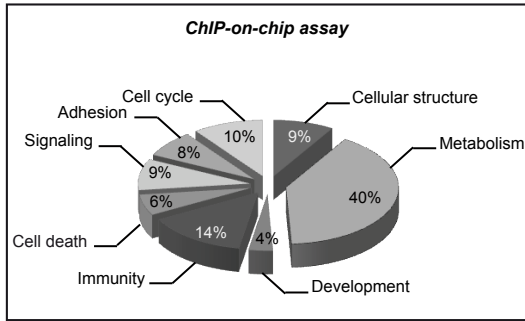 ChIP-on-chip assay
Cell cycle
Cellular structure
Adhesion
Signaling
Metabolism
10%
9%
8%
9%
40%
6%
14%
4%
Cell death
Immunity
Development